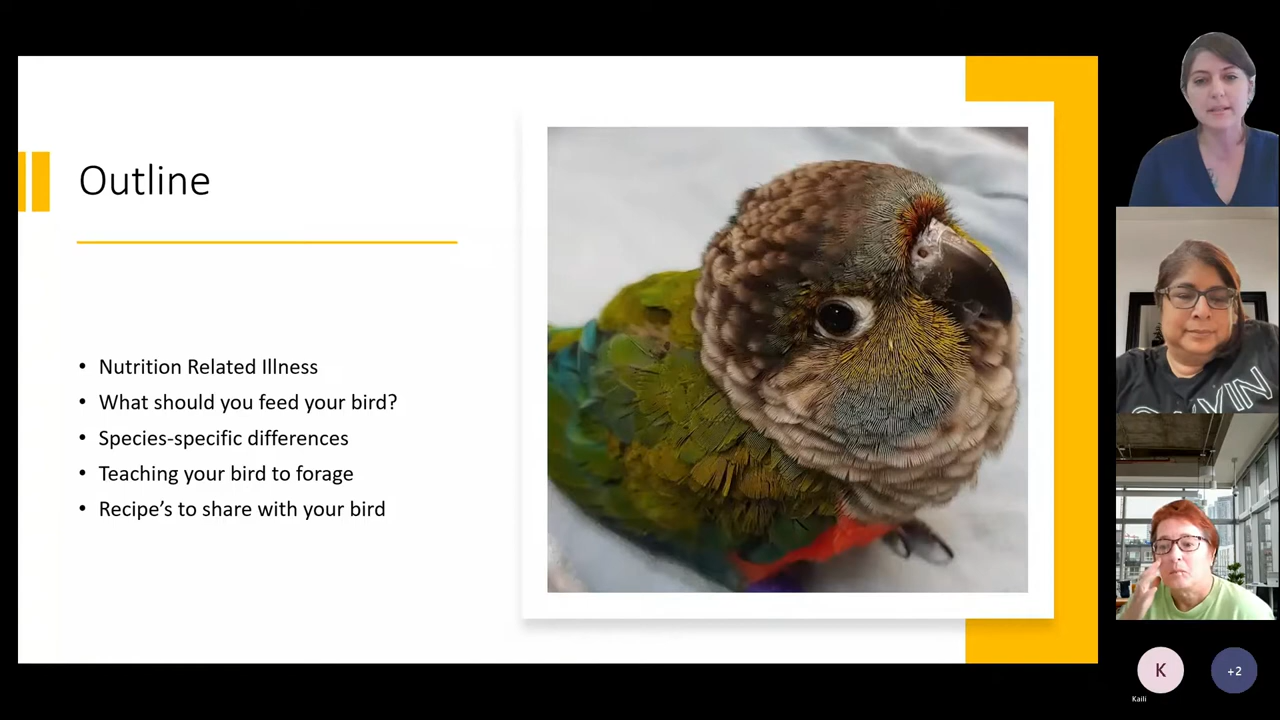 Outline
• Nutrition Related Illness
• What should you feed your bird?
• Species-specific differences
• Teaching your bird to forage
• Recipe's to share with your bird
K
+2
Kaili